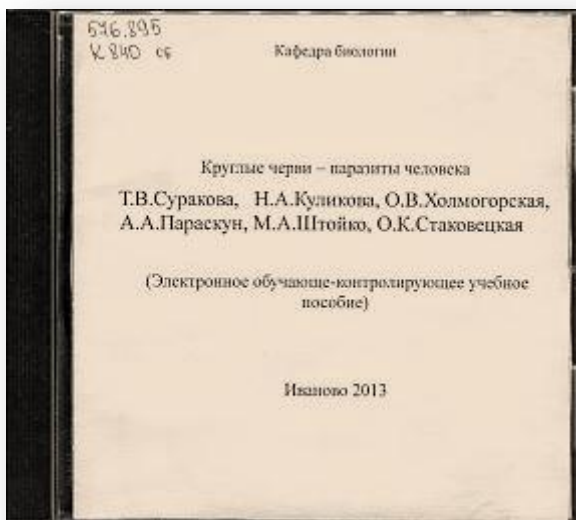 576.895
К 840 сб
Кафедра биологии
Круглые черви – паразиты человека
Т.В.Суракова, Н.А.Куликова, О.В.Холмогорская,
А.А.Параскун, М.А.Штойко, О.К.Стаковецкая
(Электронное обучающе-контролирующее учебное
пособие)
Иваново 2013